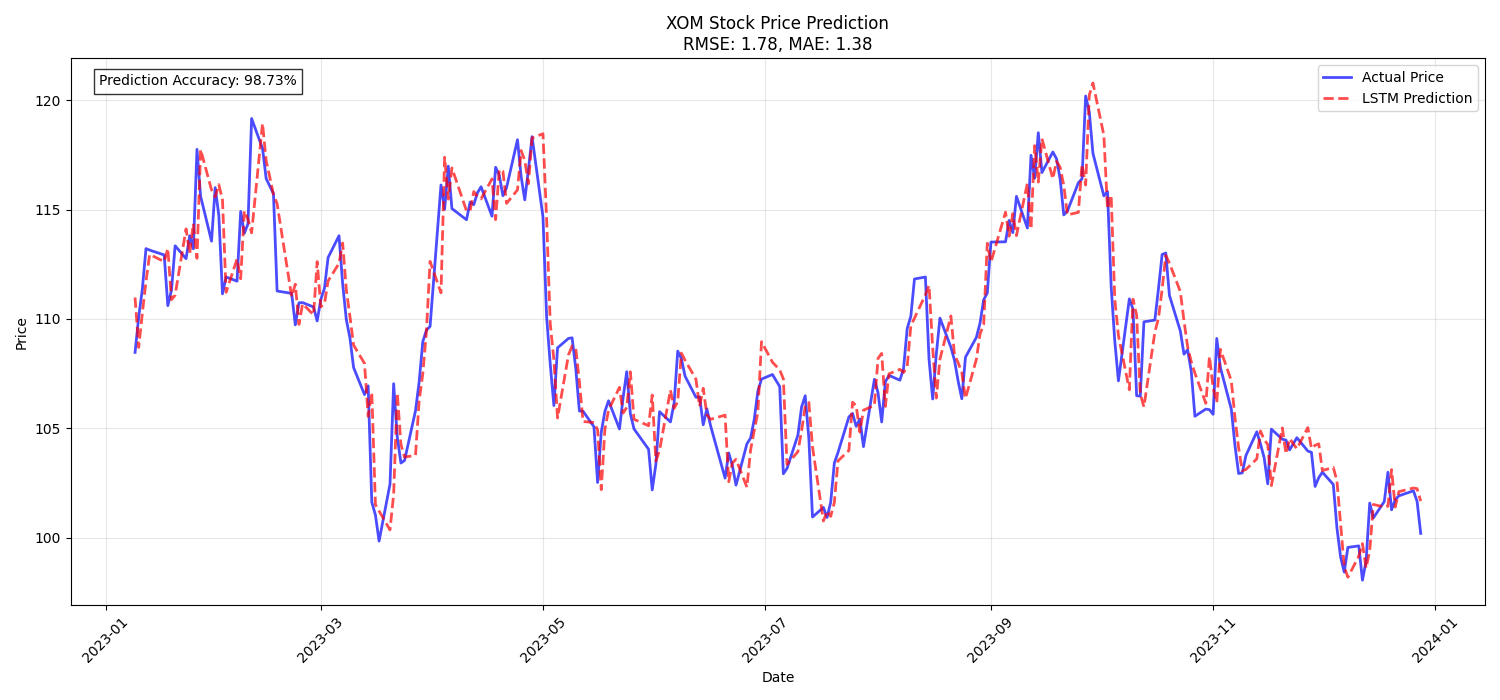 XOM Stock Price Prediction
RMSE: 1.78, MAE: 1.38
Prediction Accuracy: 98.73%
Actual Price
LSTM Prediction
120
115
110
105
100
Price
2023-01
2023-03
2023-05
2023-07
2023-09
2023-11
2024-01
Date